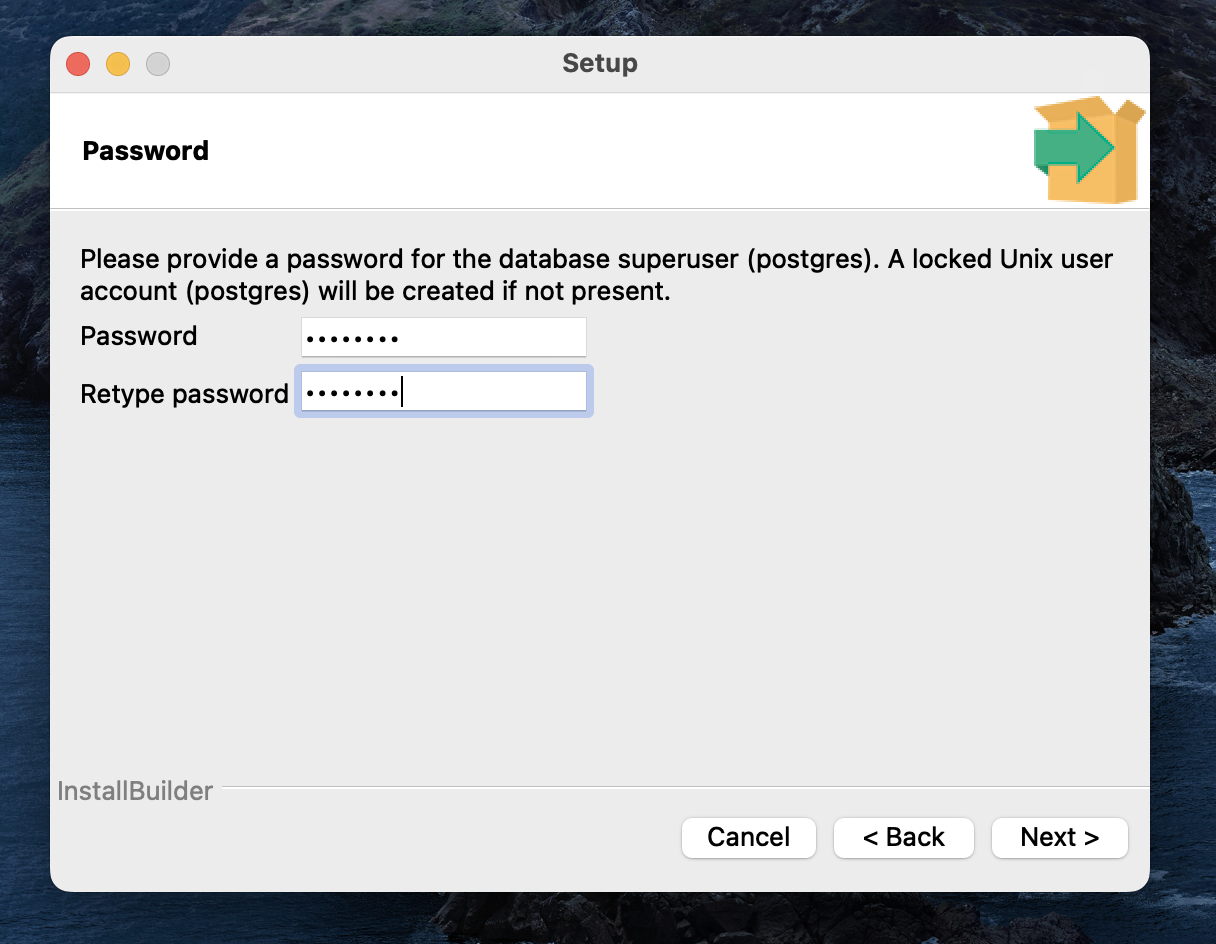 Setup
Password
Please provide a password for the database superuser (postgres). A locked Unix user
account (postgres) will be created if not present.
Password ••••••••
Retype password ••••••••
InstallBuilder
Cancel < Back Next >